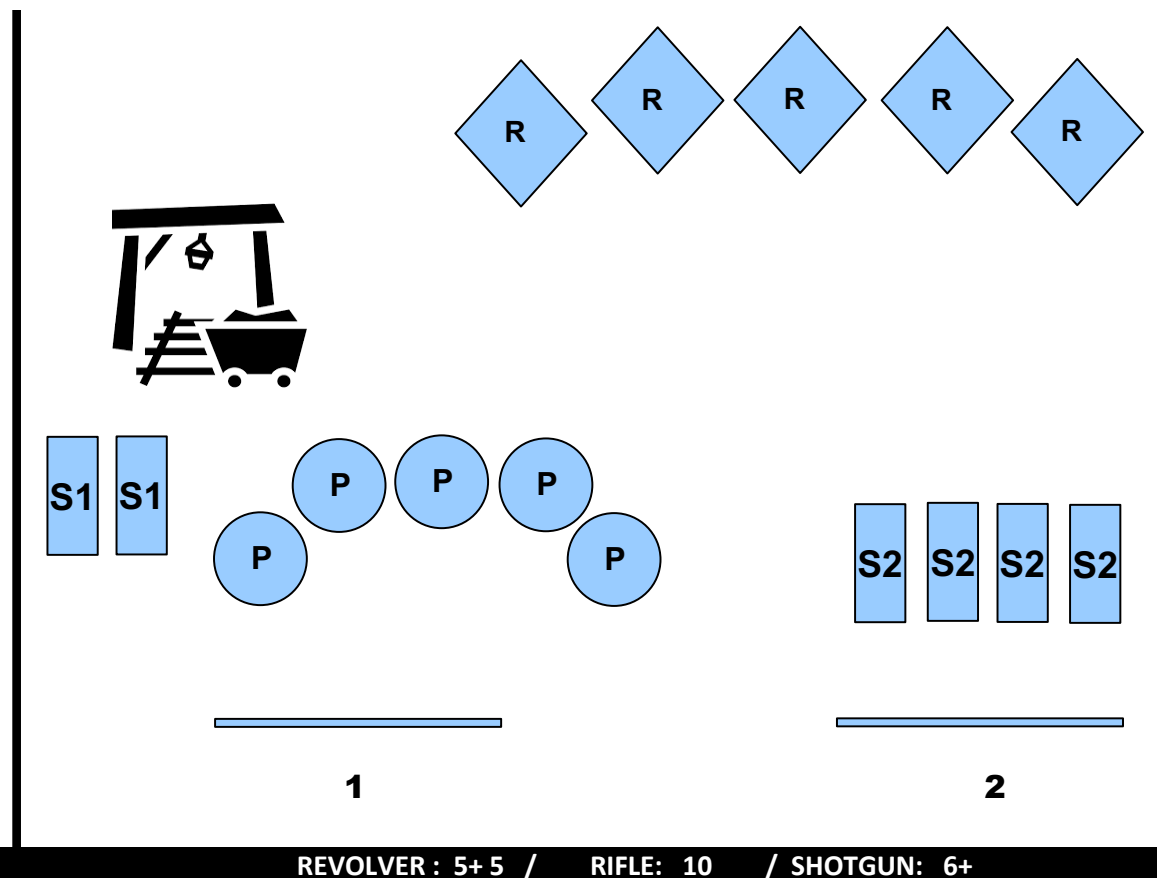 R R R R R
S1 S1 P P P P P S2 S2 S2 S2
1 2
REVOLVER : 5+ 5 / RIFLE: 10 / SHOTGUN: 6+